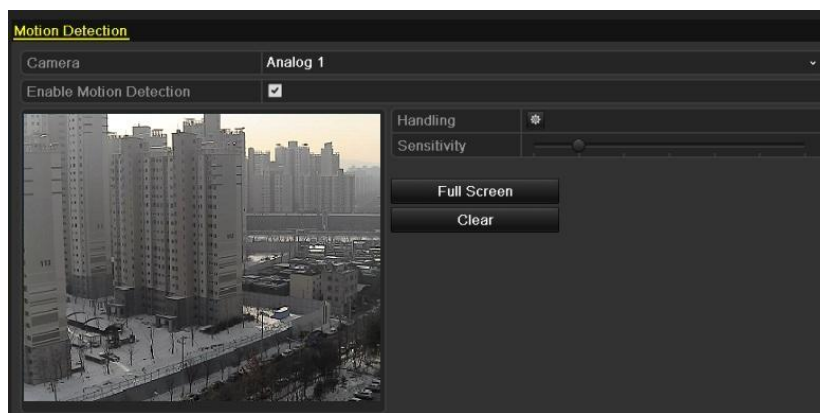 Motion Detection
Camera Analog 1
Enable Motion Detection
Handling
Sensitivity
Full Screen
Clear